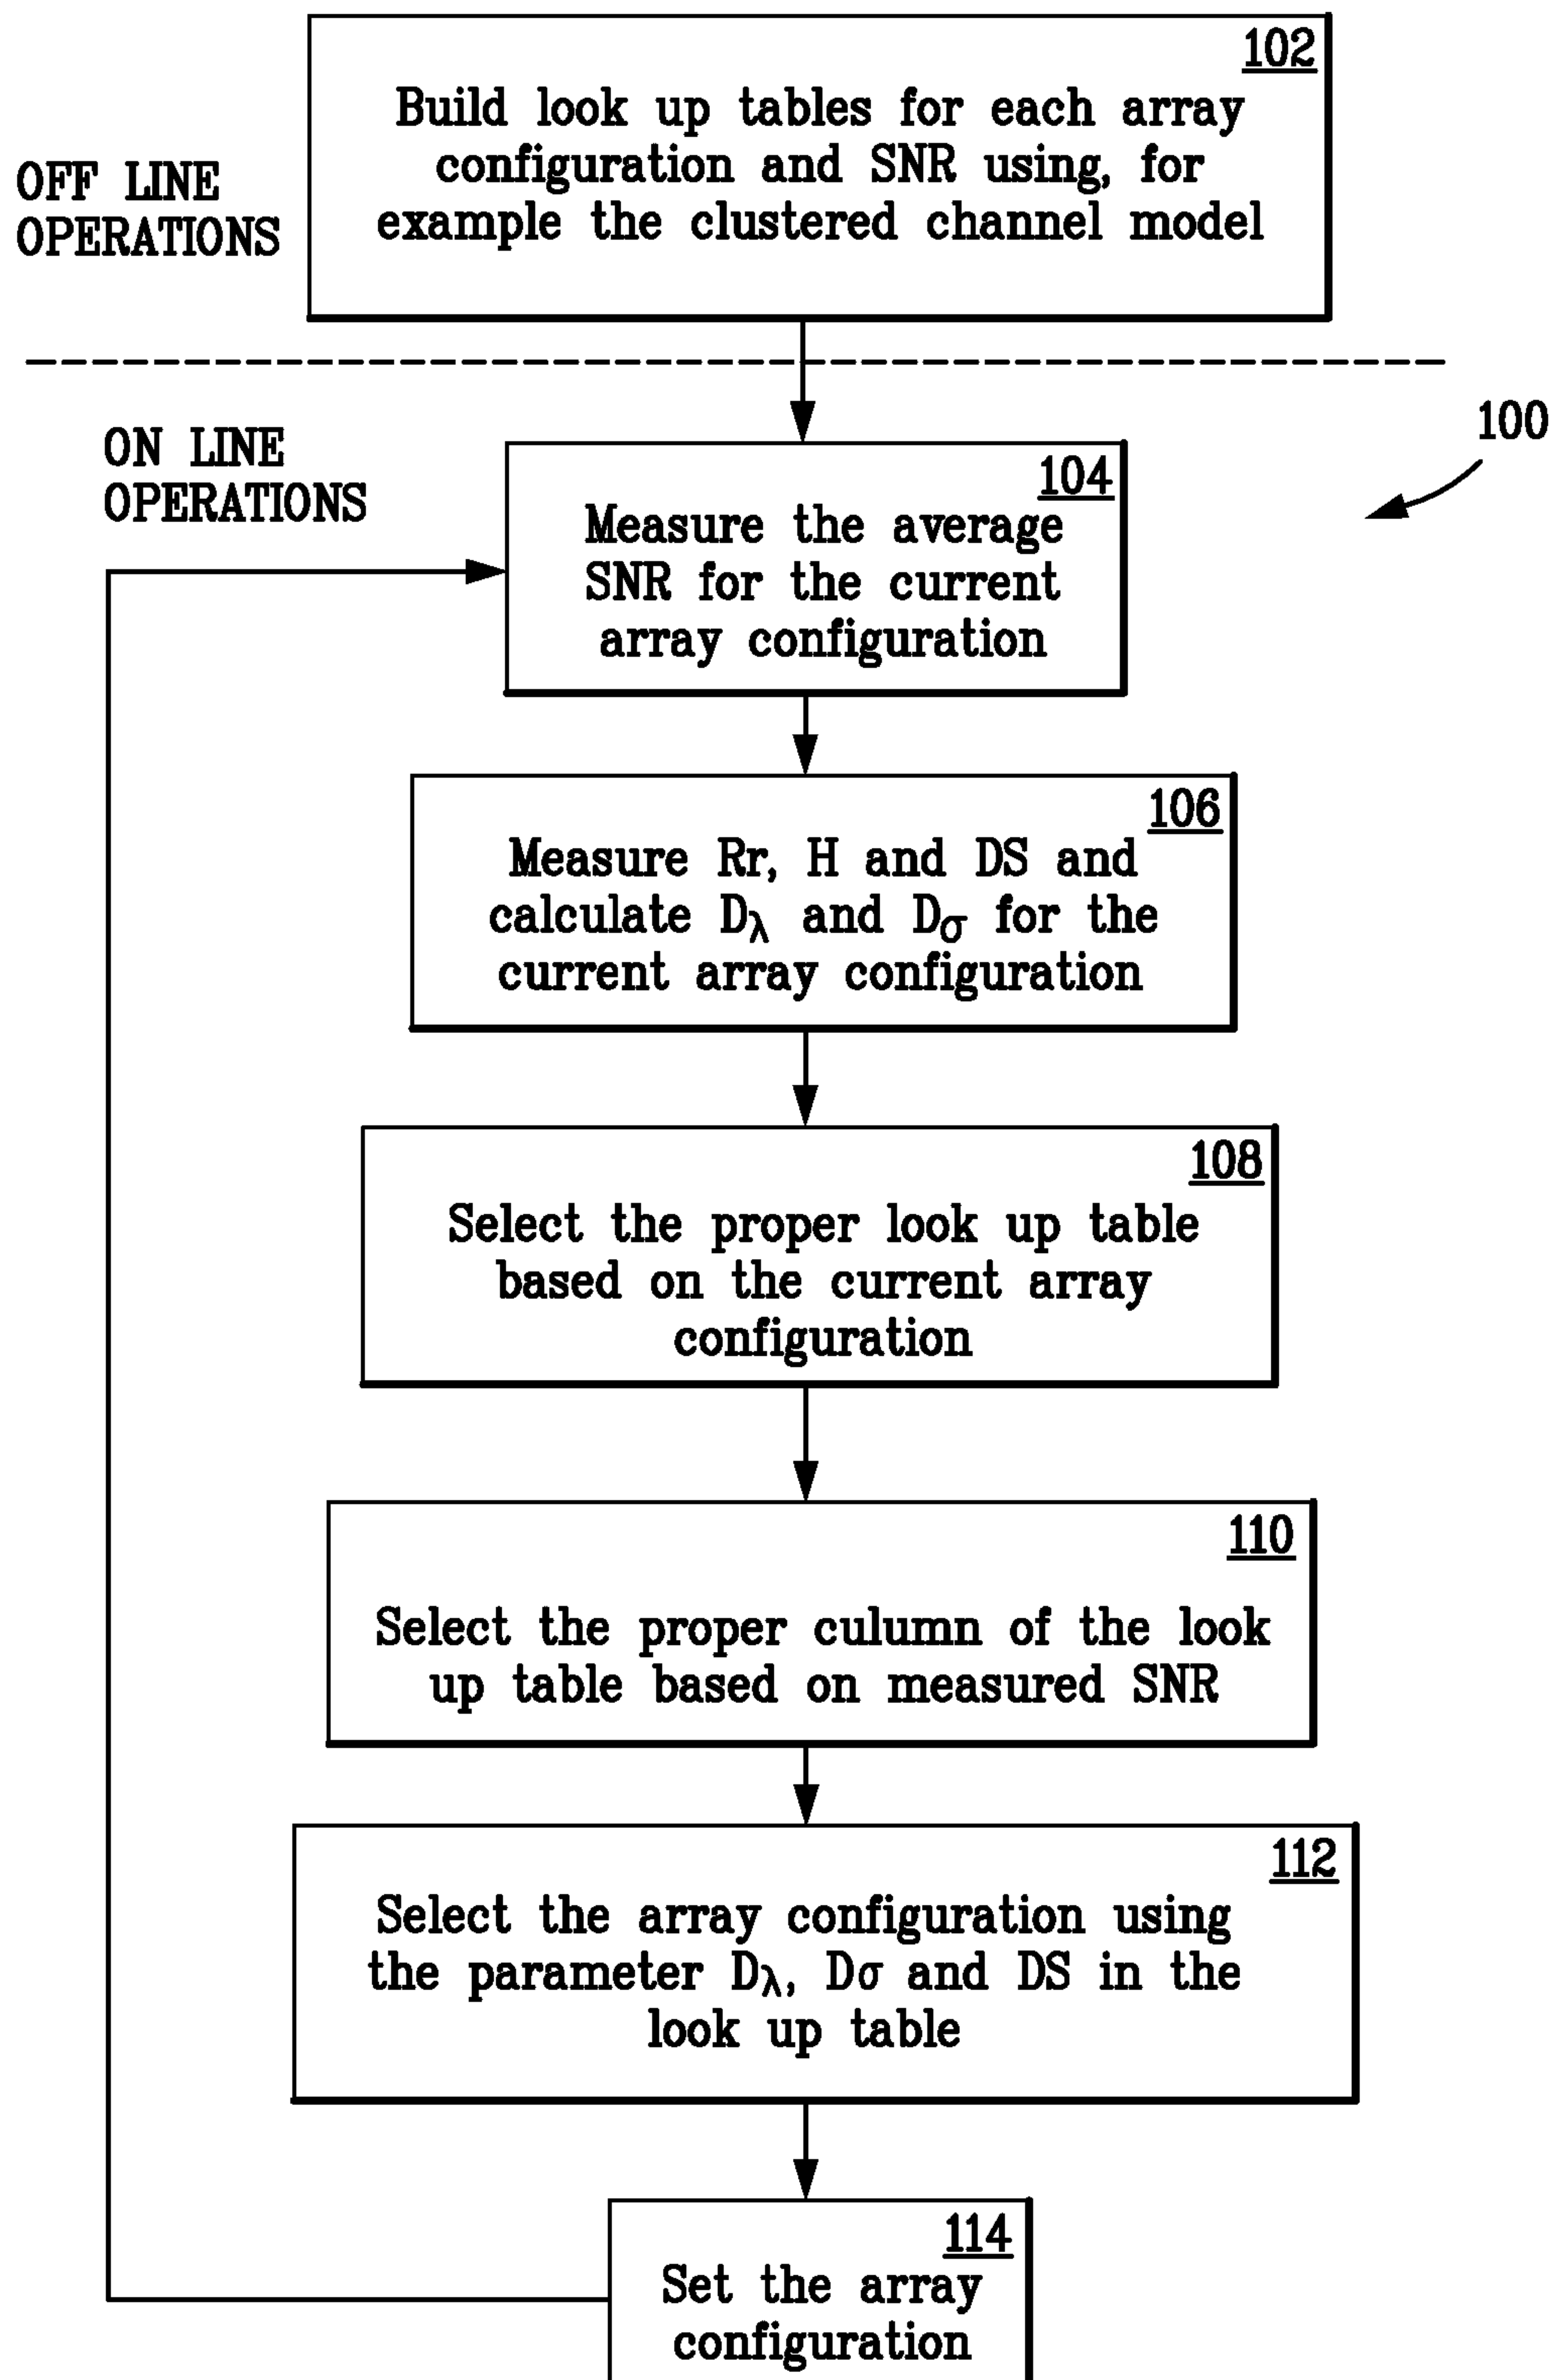 102
Build look up tables for each array
configuration and SNR using, for
example the clustered channel model
OFF LINE
OPERATIONS
ON LINE
OPERATIONS
100
104
Measure the average
SNR for the current
array configuration
106
Measure Rr, H and DS and
calculate Dλ and Dσ for the
current array configuration
108
Select the proper look up table
based on the current array
configuration
110
Select the proper culumn of the look
up table based on measured SNR
112
Select the array configuration using
the parameter Dλ, Dσ and DS in the
look up table
114
Set the array
configuration